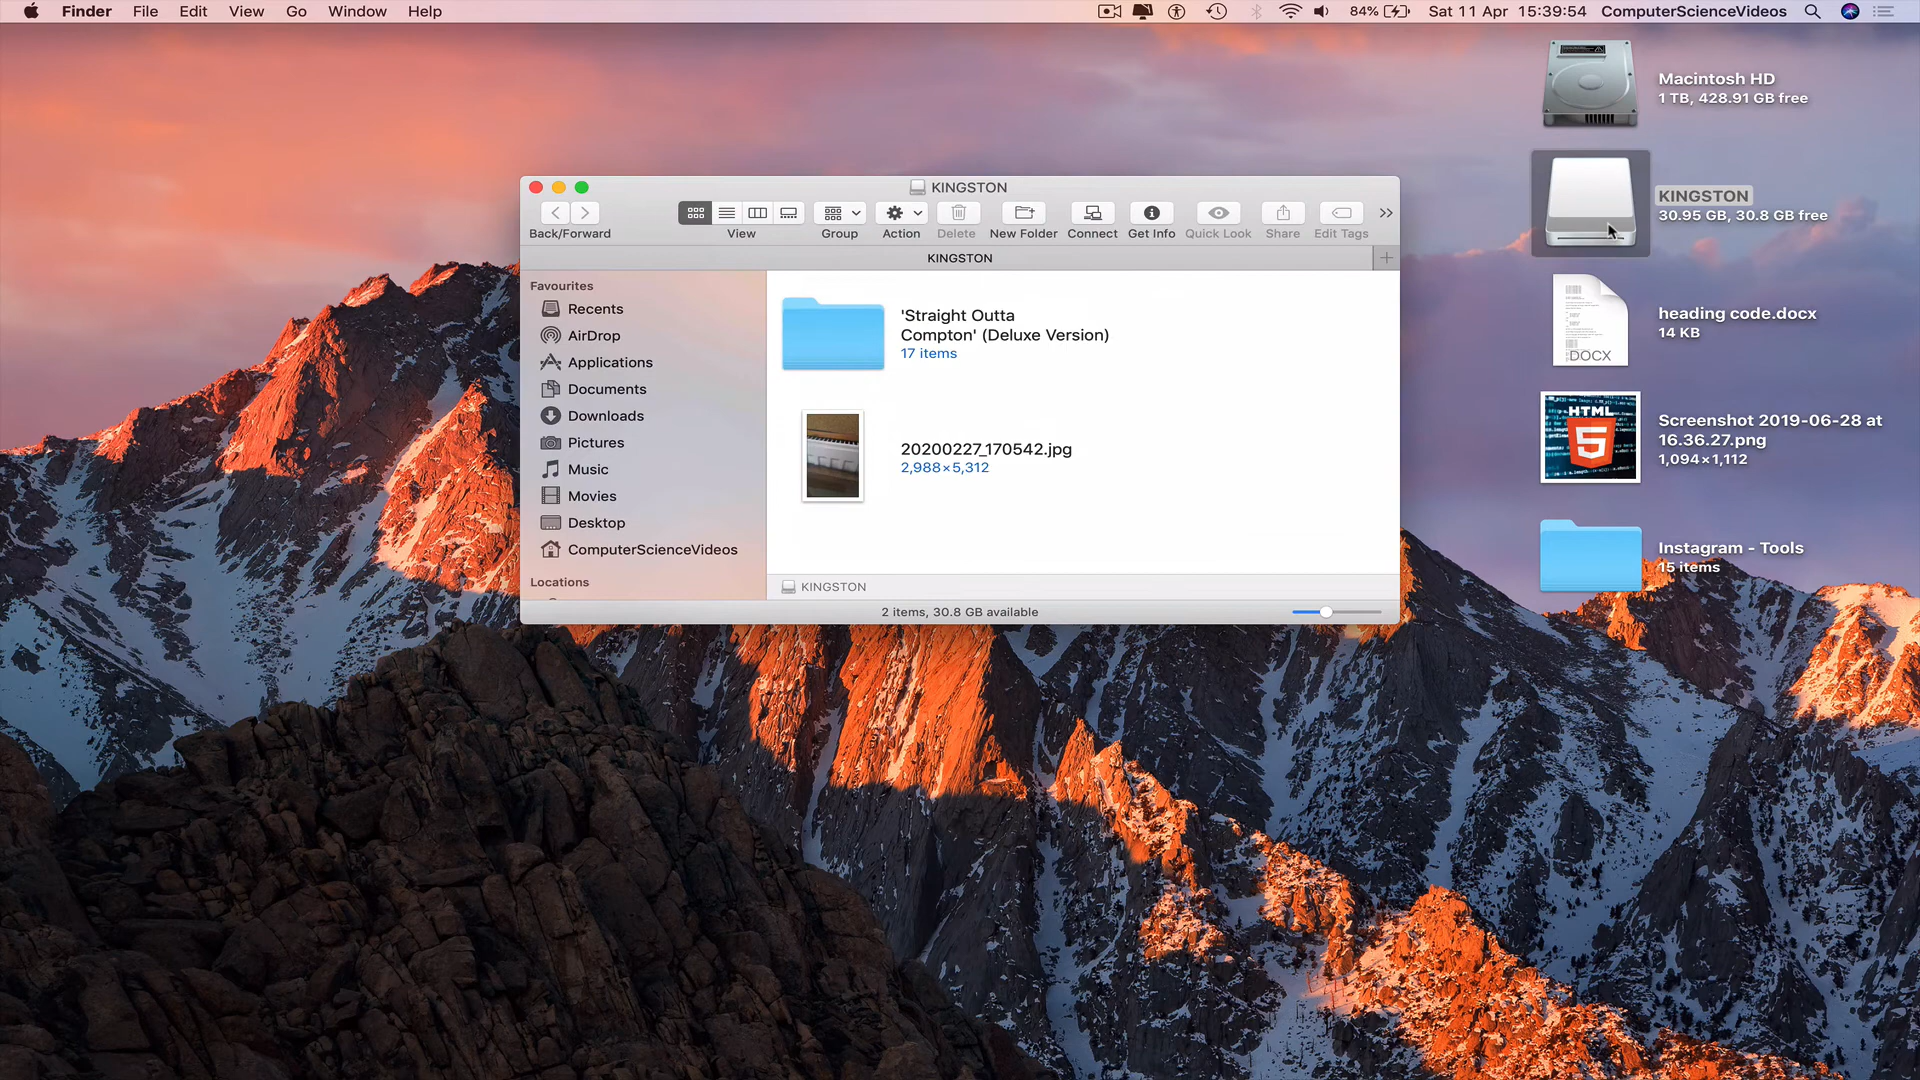 Finder File Edit View Go Window Help
84% Sat 11 Apr 15:39:54 ComputerScienceVideos
Macintosh HD
1 TB, 428.91 GB free
KINGSTON
30.95 GB, 30.8 GB free
heading code.docx
14 KB
DOCX
HTML
5
Screenshot 2019-06-28 at
16.36.27.png
1,094×1,112
Instagram - Tools
15 items
KINGSTON
Back/Forward View Group Action Delete New Folder Connect Get Info Quick Look Share Edit Tags
KINGSTON
Favourites
Recents
AirDrop
Applications
Documents
Downloads
Pictures
Music
Movies
Desktop
ComputerScienceVideos
Locations
'Straight Outta
Compton' (Deluxe Version)
17 items
20200227_170542.jpg
2,988×5,312
KINGSTON
2 items, 30.8 GB available